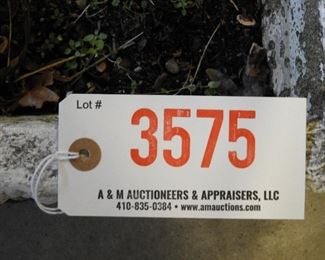 Lot #
3575
A & M AUCTIONEERS & APPRAISERS, LLC
410-835-0384 • www.amauctions.com